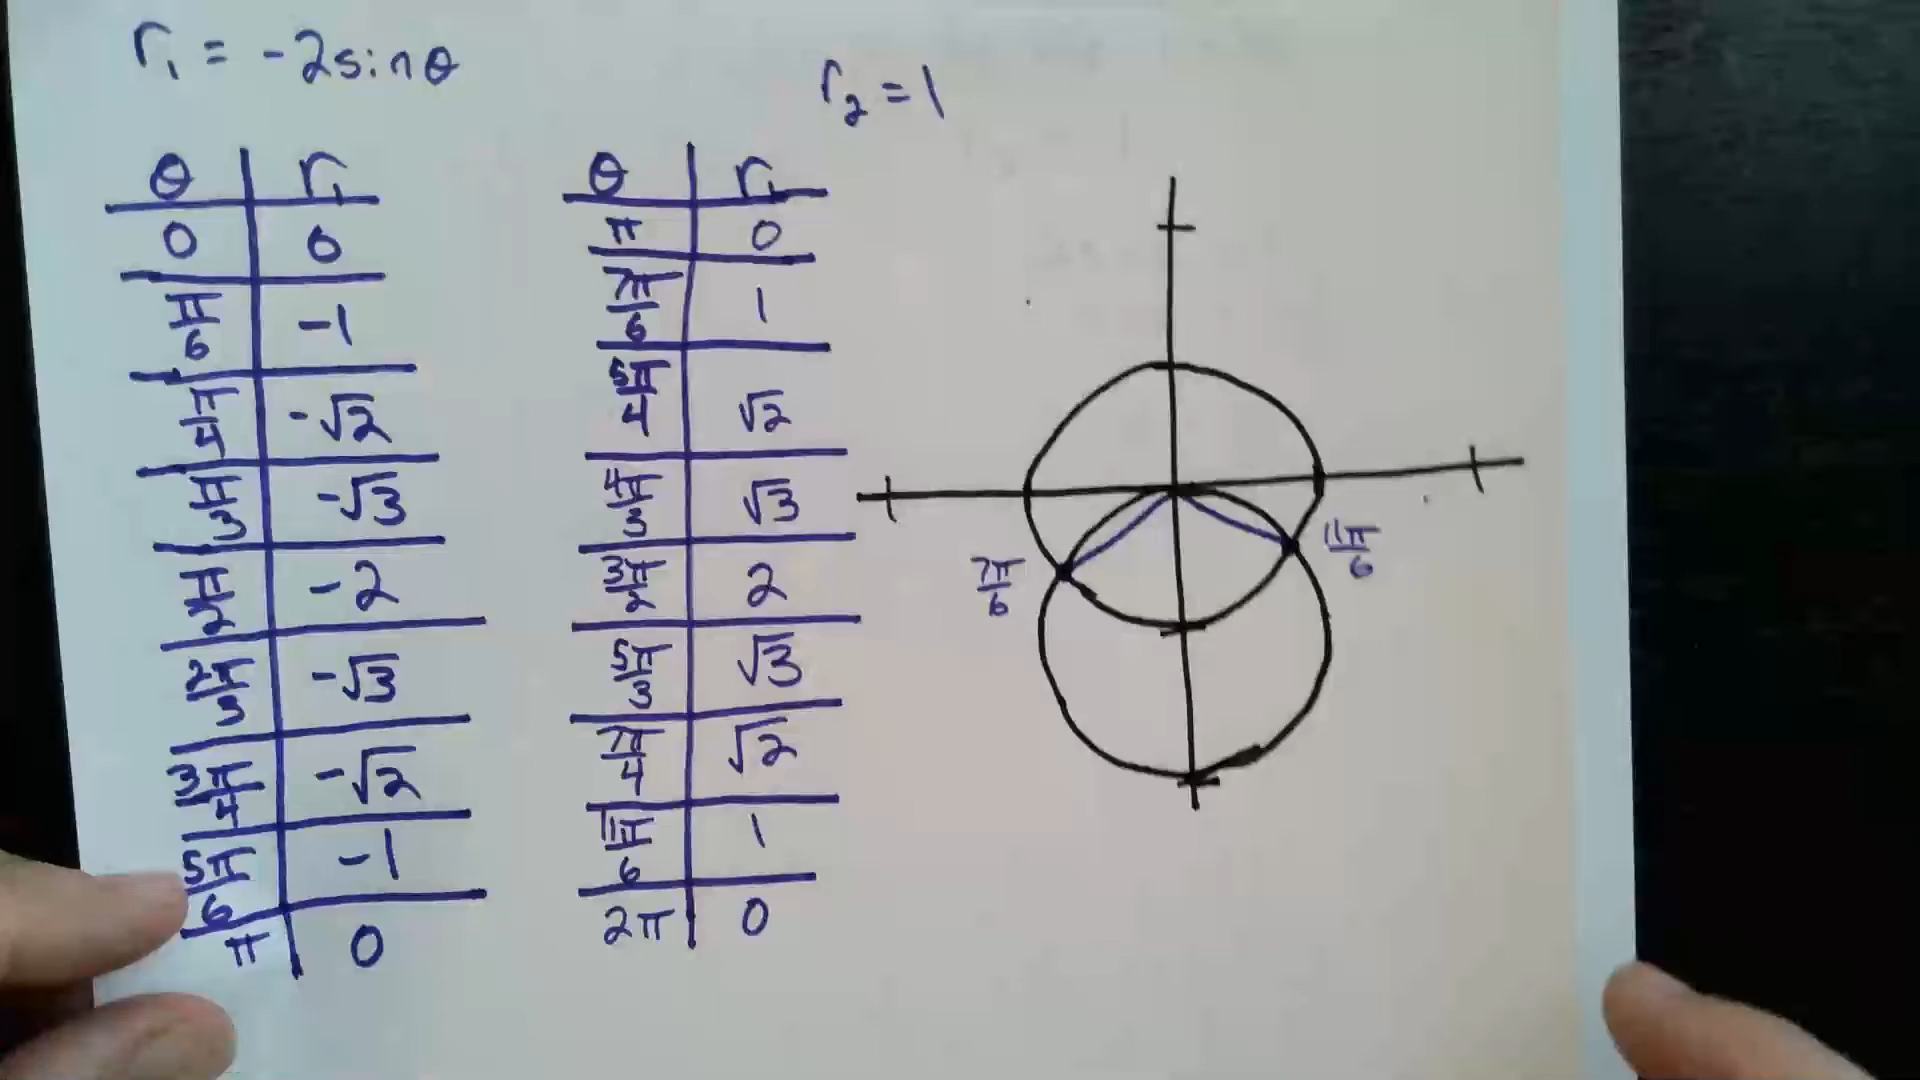 r₁ = -2sinθ
r₂ = 1
θ | r₁
0 | 0
π/6 | -1
π/4 | -√2
π/3 | -√3
π/2 | -2
2π/3 | -√3
3π/4 | -√2
5π/6 | -1
π | 0
θ | r₁
π | 0
7π/6 | 1
5π/4 | √2
4π/3 | √3
3π/2 | 2
5π/3 | √3
7π/4 | √2
11π/6 | 1
2π | 0
7π/6
11π/6